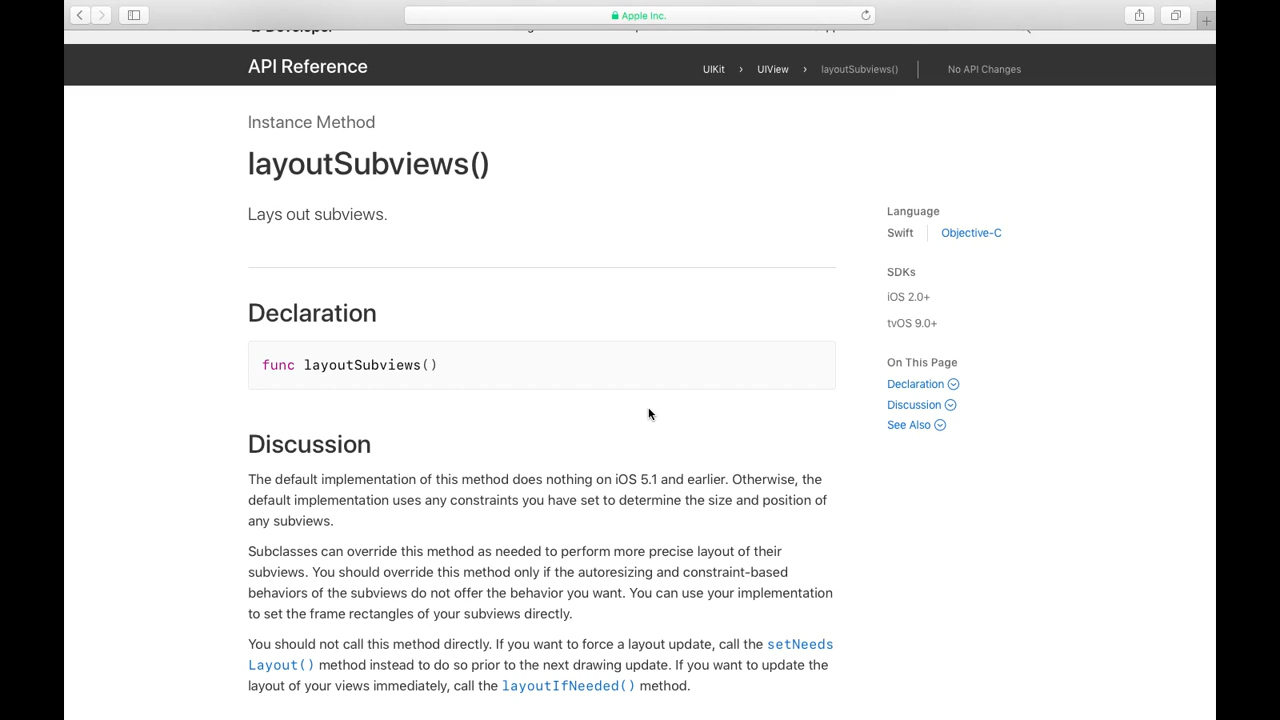 Apple Inc.
Developer
API Reference
UIKit › UIView › layoutSubviews() No API Changes
Instance Method
layoutSubviews()
Lays out subviews.
Language
Swift Objective-C
SDKs
iOS 2.0+
tvOS 9.0+
On This Page
Declaration
Discussion
See Also
Declaration
func layoutSubviews()
Discussion
The default implementation of this method does nothing on iOS 5.1 and earlier. Otherwise, the
default implementation uses any constraints you have set to determine the size and position of
any subviews.
Subclasses can override this method as needed to perform more precise layout of their
subviews. You should override this method only if the autoresizing and constraint-based
behaviors of the subviews do not offer the behavior you want. You can use your implementation
to set the frame rectangles of your subviews directly.
You should not call this method directly. If you want to force a layout update, call the setNeeds
Layout() method instead to do so prior to the next drawing update. If you want to update the
layout of your views immediately, call the layoutIfNeeded() method.